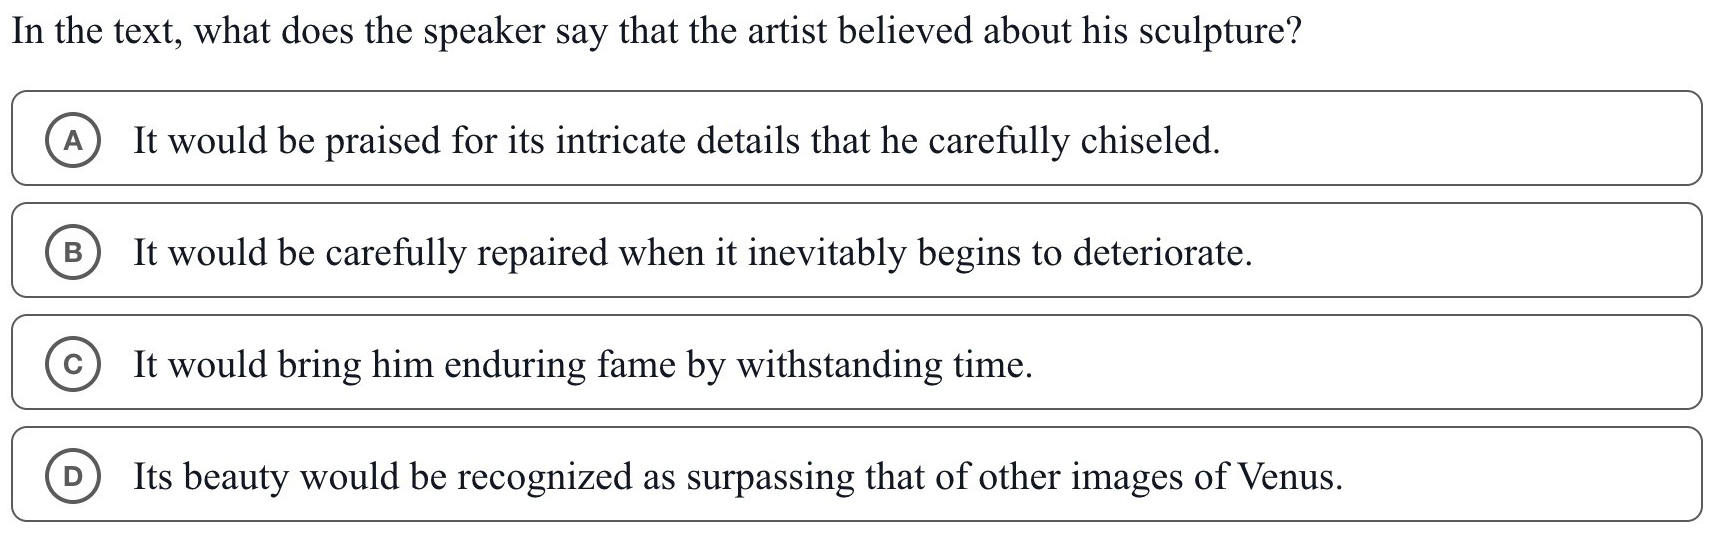 In the text, what does the speaker say that the artist believed about his sculpture?
A It would be praised for its intricate details that he carefully chiseled.
B It would be carefully repaired when it inevitably begins to deteriorate.
C It would bring him enduring fame by withstanding time.
D Its beauty would be recognized as surpassing that of other images of Venus.